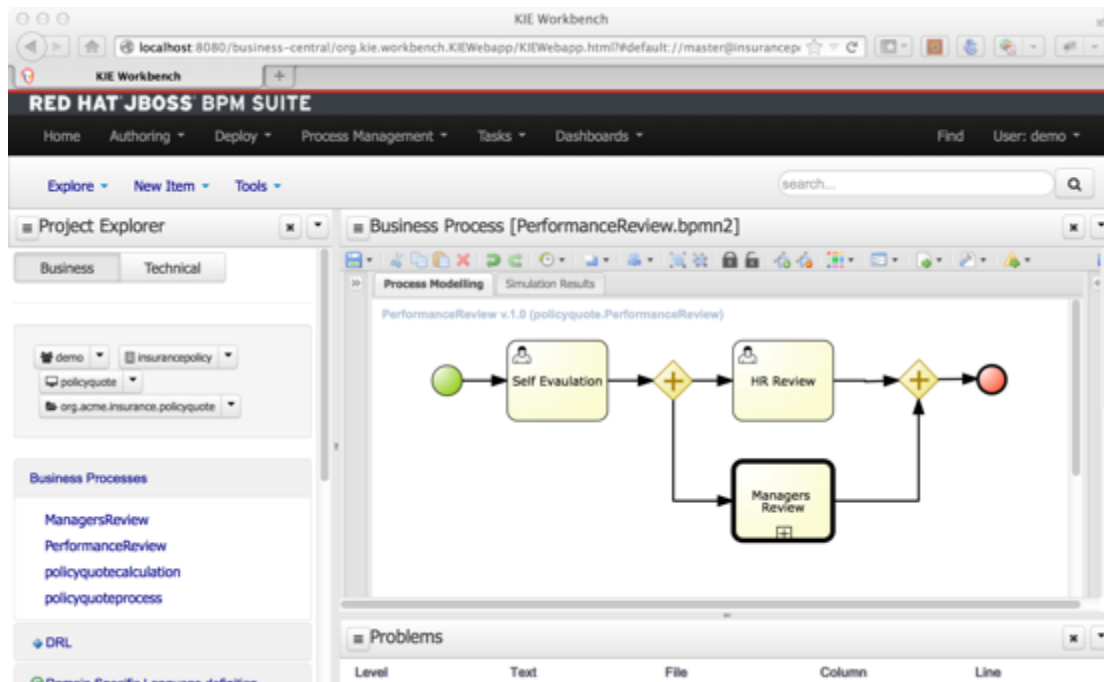 KIE Workbench
localhost:8080/business-central/org.kie.workbench.KIEWebapp/KIEWebapp.html?#default://master@insurancep
KIE Workbench
RED HAT JBOSS BPM SUITE
Home Authoring Deploy Process Management Tasks Dashboards Find User: demo
Explore New Item Tools search...
Project Explorer
Business Technical
demo insurancepolicy
policyquote
org.acme.insurance.policyquote
Business Processes
ManagersReview
PerformanceReview
policyquotecalculation
policyquoteprocess
DRL
Domain Specific Language definition
Business Process [PerformanceReview.bpmn2]
Process Modelling Simulation Results
PerformanceReview v.1.0 (policyquote.PerformanceReview)
Self Evaulation
HR Review
Managers
Review
Problems
Level Text File Column Line